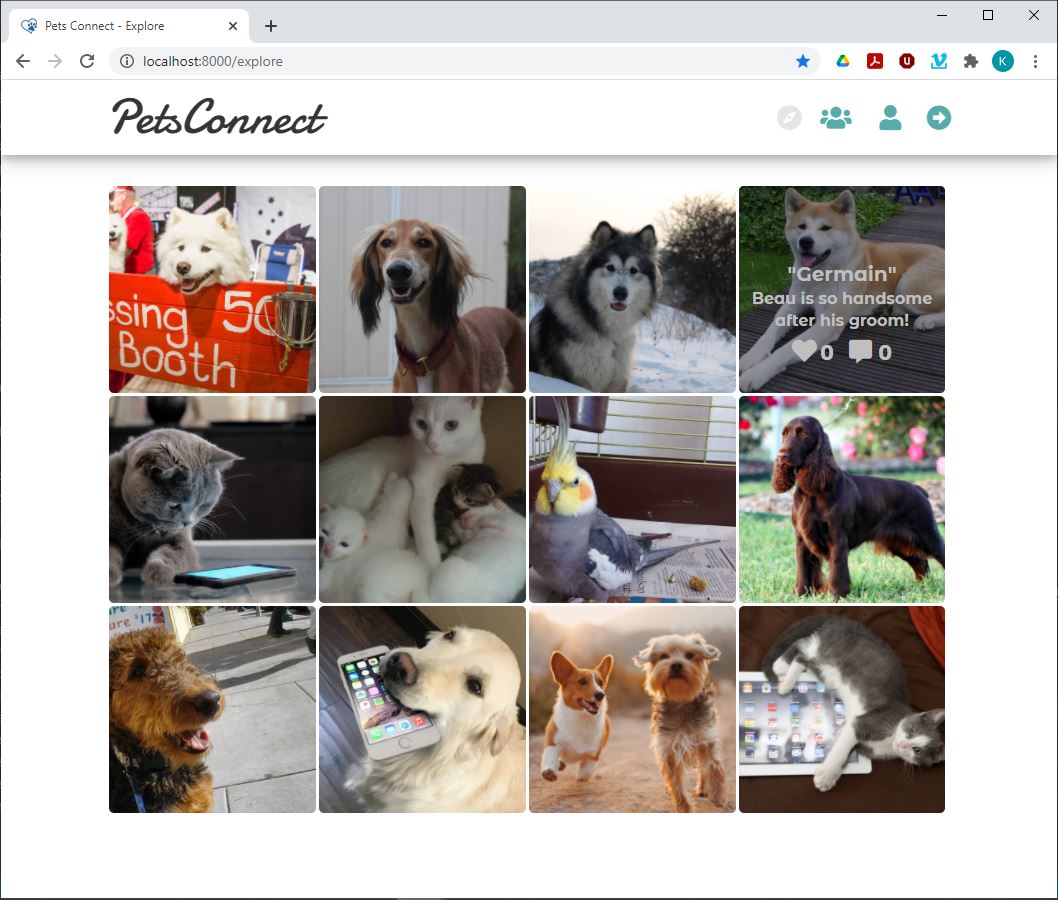 Pets Connect - Explore
localhost:8000/explore
K
PetsConnect
ssing 50
Booth
"Germain"
Beau is so handsome
after his groom!
0 0